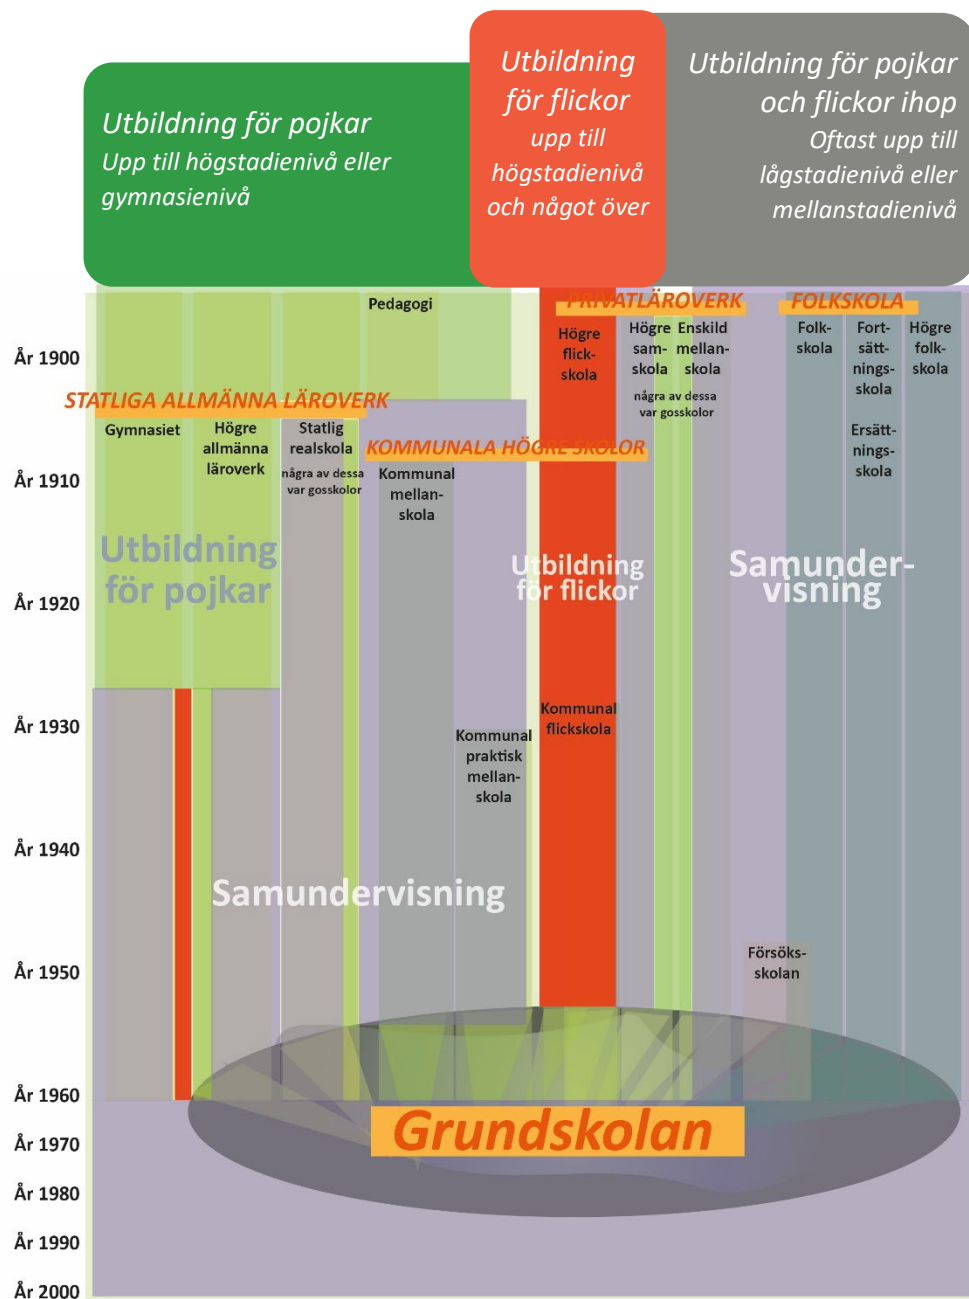 Utbildning för pojkar
Upp till högstadienivå eller
gymnasienivå
Utbildning
för flickor
upp till
högstadienivå
och något över
Utbildning för pojkar
och flickor ihop
Oftast upp till
lågstadienivå eller
mellanstadienivå
Pedagogi
PRIVATLÄROVERK
FOLKSKOLA
År 1900
Högre
flick-
skola
Högre
sam-
skola
Enskild
mellan-
skola
några av dessa
var gosskolor
Folk-
skola
Fort-
sätt-
nings-
skola
Högre
folk-
skola
Ersätt-
nings-
skola
STATLIGA ALLMÄNNA LÄROVERK
Gymnasiet
Högre
allmänna
läroverk
Statlig
realskola
några av dessa
var gosskolor
KOMMUNALA HÖGRE SKOLOR
Kommunal
mellan-
skola
År 1910
Utbildning
för pojkar
Utbildning
för flickor
Samunder-
visning
År 1920
År 1930
Kommunal
praktisk
mellan-
skola
Kommunal
flickskola
År 1940
Samundervisning
År 1950
Försöks-
skolan
År 1960
Grundskolan
År 1970
År 1980
År 1990
År 2000